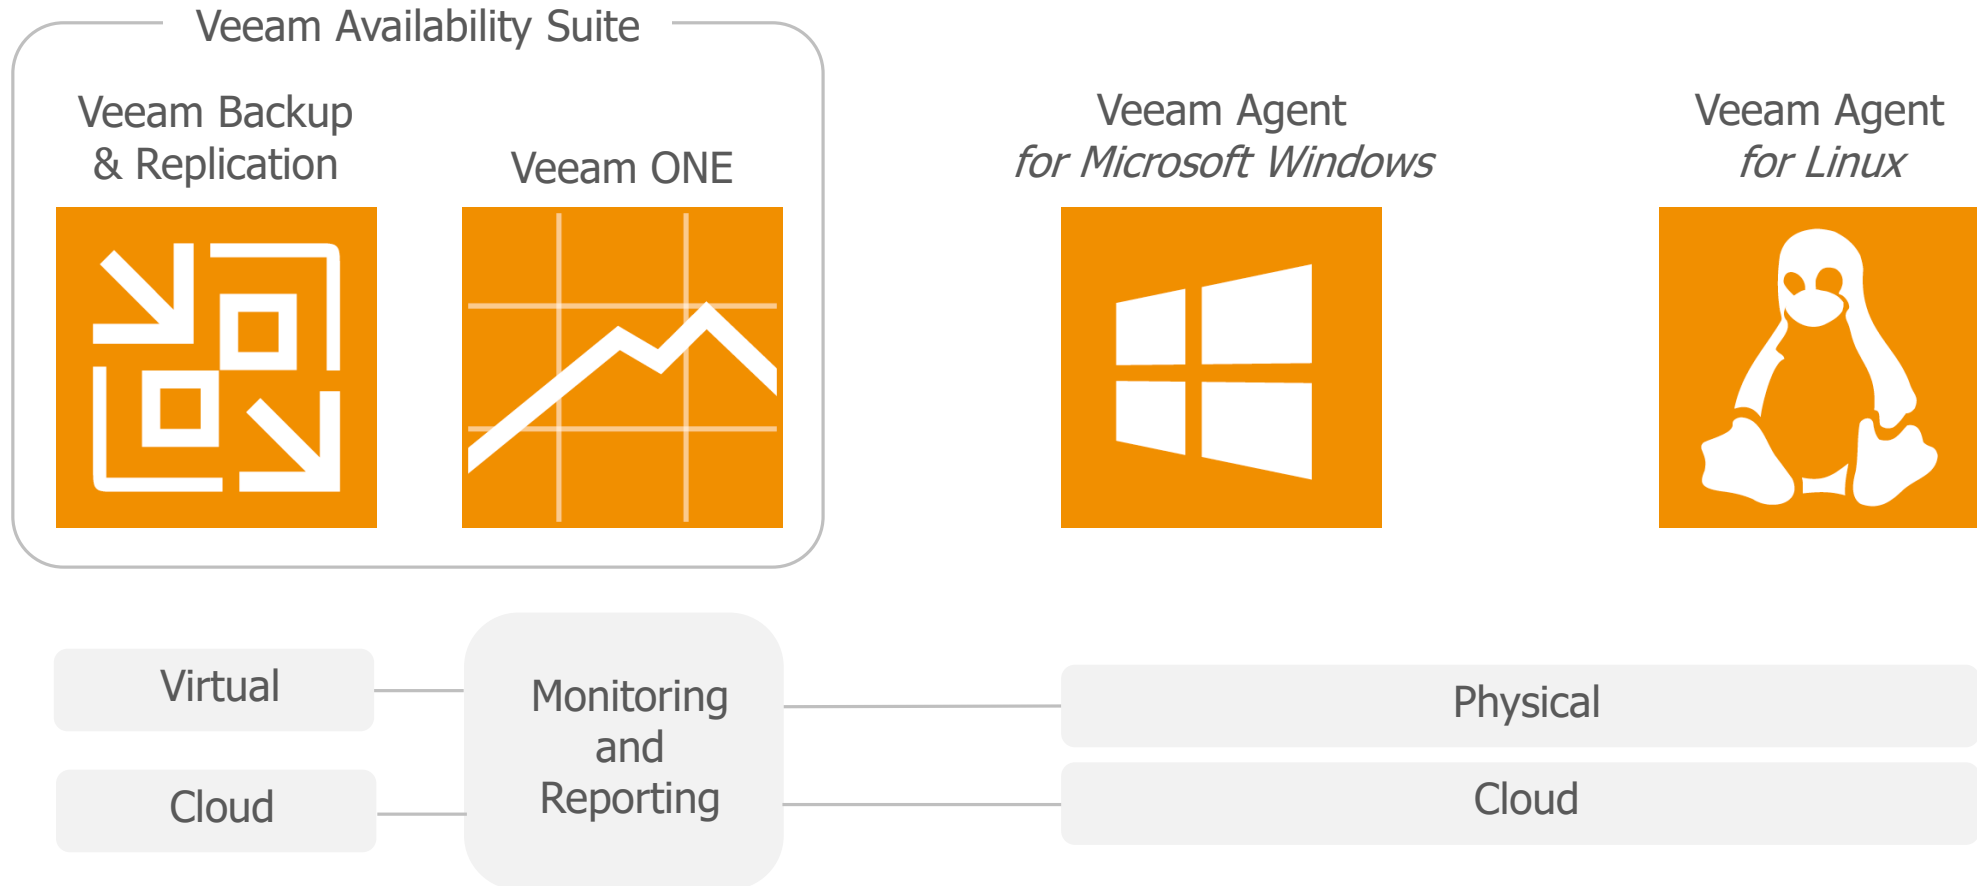 Veeam Availability Suite
Veeam Backup
& Replication
Veeam ONE
Veeam Agent
for Microsoft Windows
Veeam Agent
for Linux
Virtual
Cloud
Monitoring
and
Reporting
Physical
Cloud